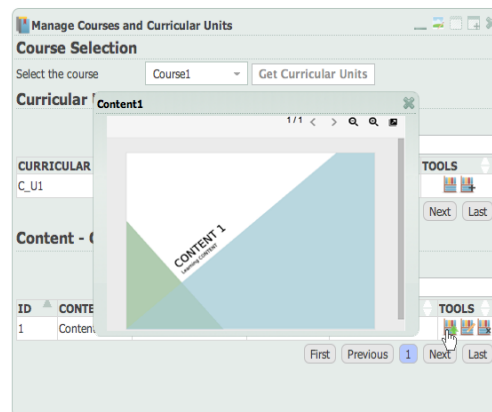 Manage Courses and Curricular Units
Course Selection
Select the course Course1 Get Curricular Units
Curricular
Content1
1/1
CURRICULAR TOOLS
C_U1
CONTENT 1
Learning CONTENT
Next Last
Content -
ID CONTE TOOLS
1 Conten
First Previous 1 Next Last